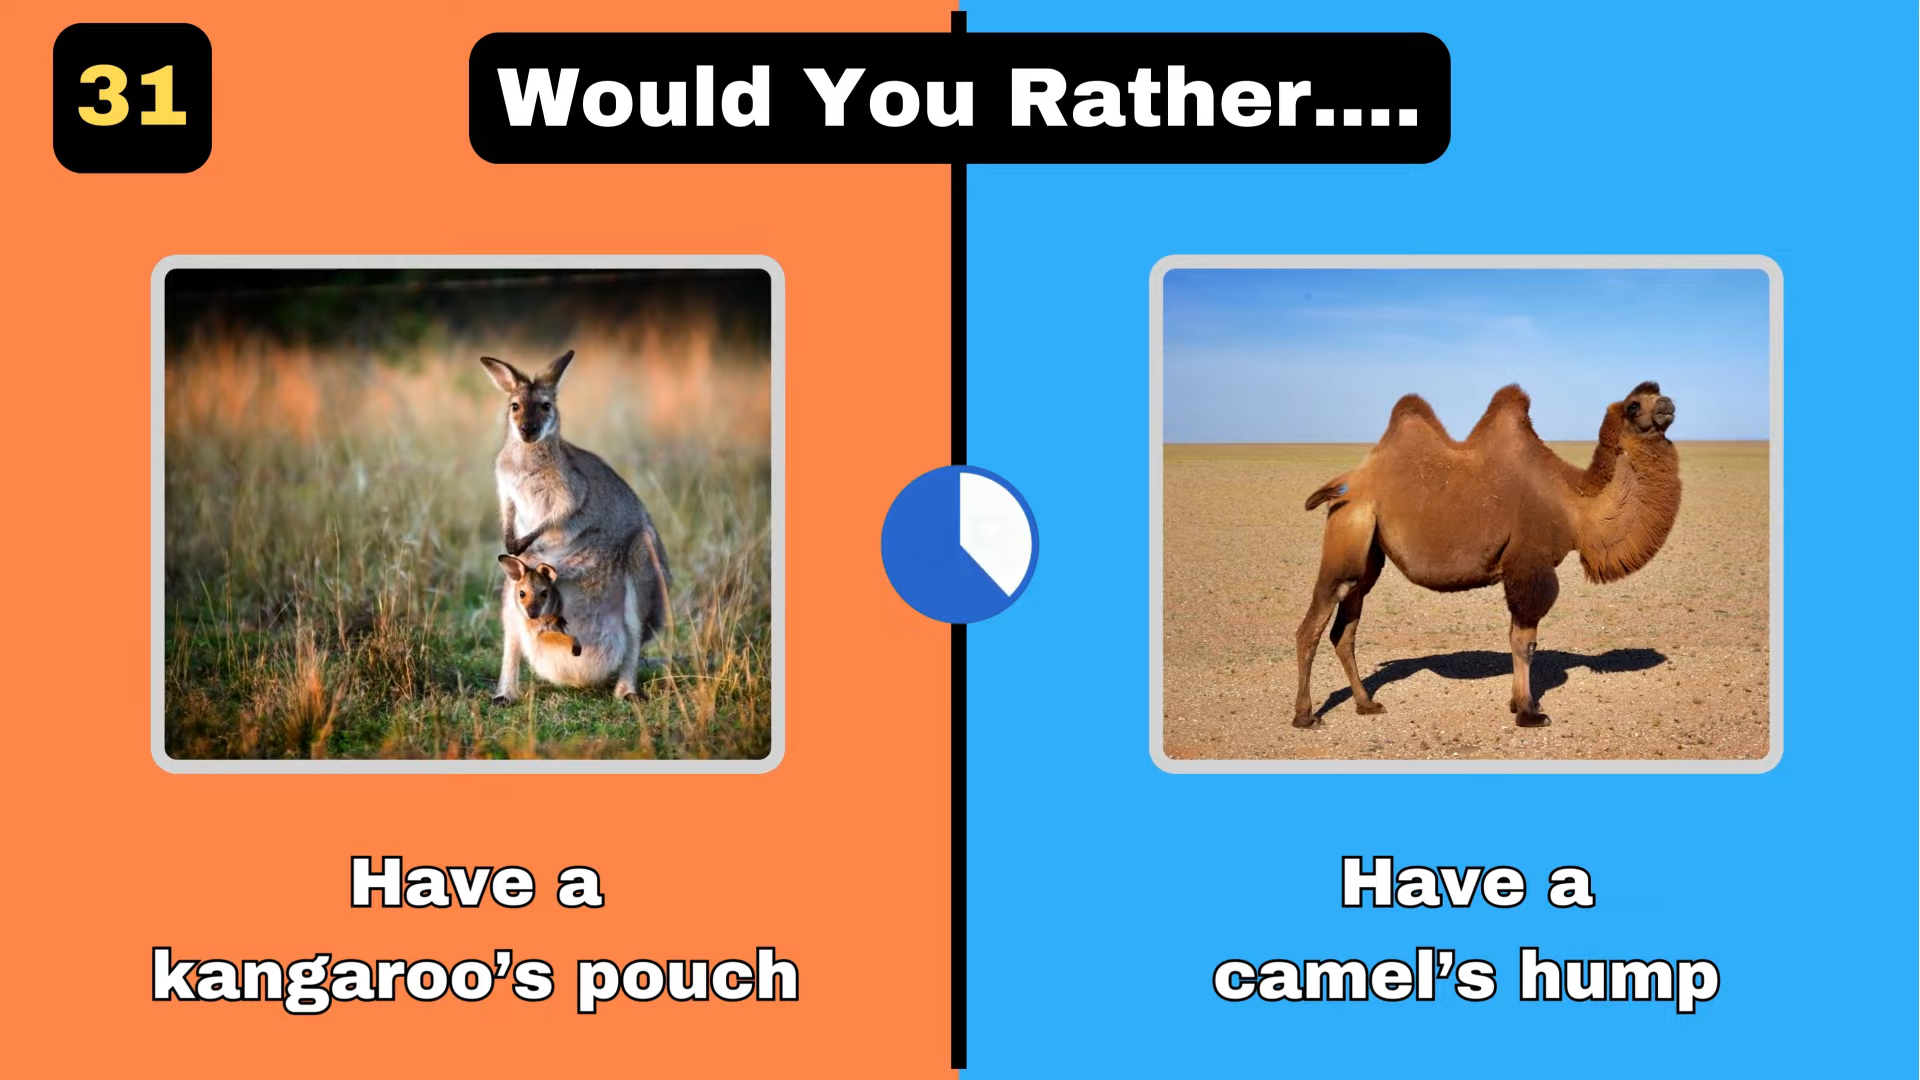 31
Would You Rather....
Have a
kangaroo’s pouch
Have a
camel’s hump